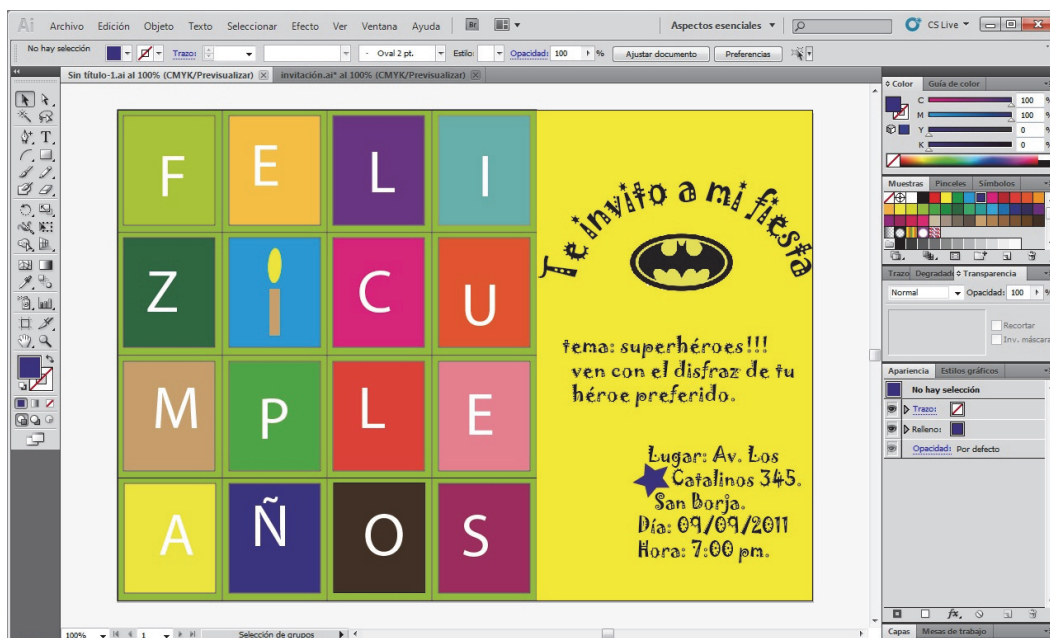 Ai Archivo Edición Objeto Texto Seleccionar Efecto Ver Ventana Ayuda Br Aspectos esenciales CS Live
No hay selección Trazo: Oval 2 pt. Estilo: Opacidad: 100 % Ajustar documento Preferencias
Sin título-1.ai al 100% (CMYK/Previsualizar) invitación.ai* al 100% (CMYK/Previsualizar)
F E L I
Z I C U
M P L E
A Ñ O S
Te invito a mi fiesta
tema: superhéroes!!!
ven con el disfraz de tu
héroe preferido.
Lugar: Av. Los
Catalinos 345.
San Borja.
Día: 09/09/2011
Hora: 7:00 pm.
Color Guía de color
C 100 %
M 100 %
Y 0 %
K 0 %
Muestras Pinceles Símbolos
Trazo Degradado Transparencia
Normal Opacidad: 100 %
Recortar
Inv. máscara
Apariencia Estilos gráficos
No hay selección
Trazo:
Relleno:
Opacidad: Por defecto
fx
Capas Mesas de trabajo
100% 1 Selección de grupos